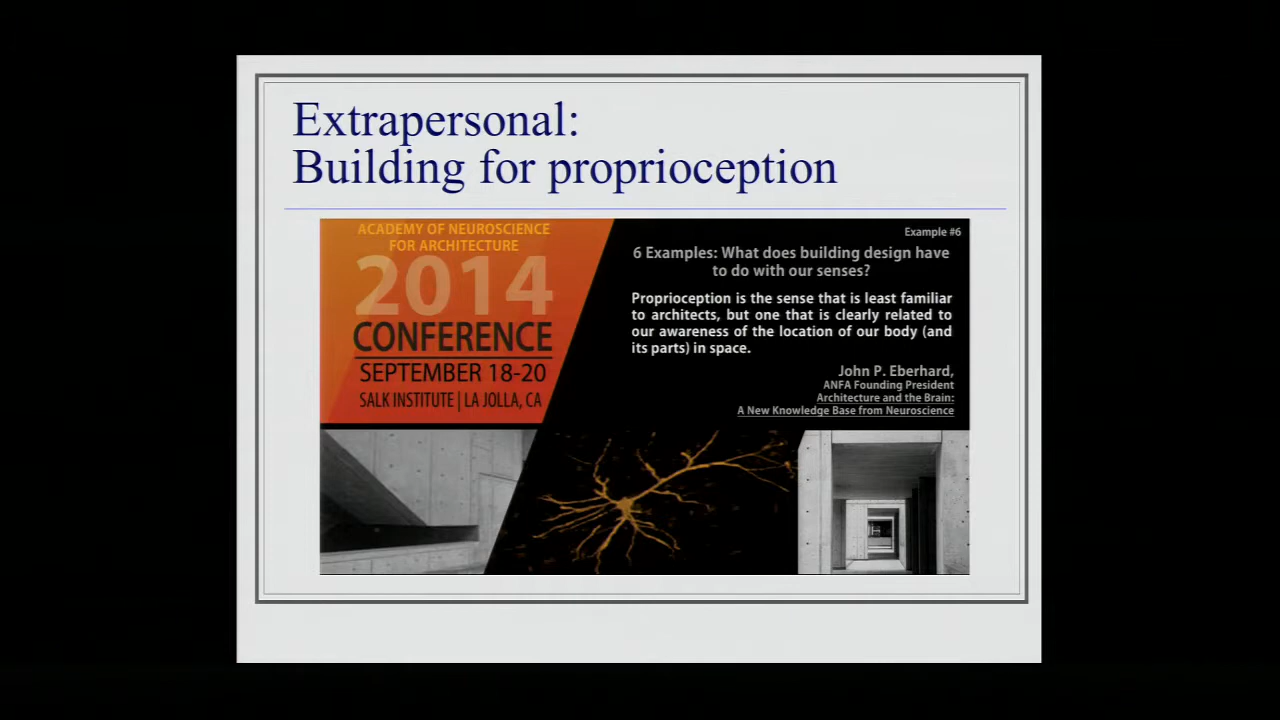 Extrapersonal:
Building for proprioception
ACADEMY OF NEUROSCIENCE
FOR ARCHITECTURE
2014
CONFERENCE
SEPTEMBER 18-20
SALK INSTITUTE | LA JOLLA, CA
Example #6
6 Examples: What does building design have
to do with our senses?
Proprioception is the sense that is least familiar
to architects, but one that is clearly related to
our awareness of the location of our body (and
its parts) in space.
John P. Eberhard,
ANFA Founding President
Architecture and the Brain:
A New Knowledge Base from Neuroscience